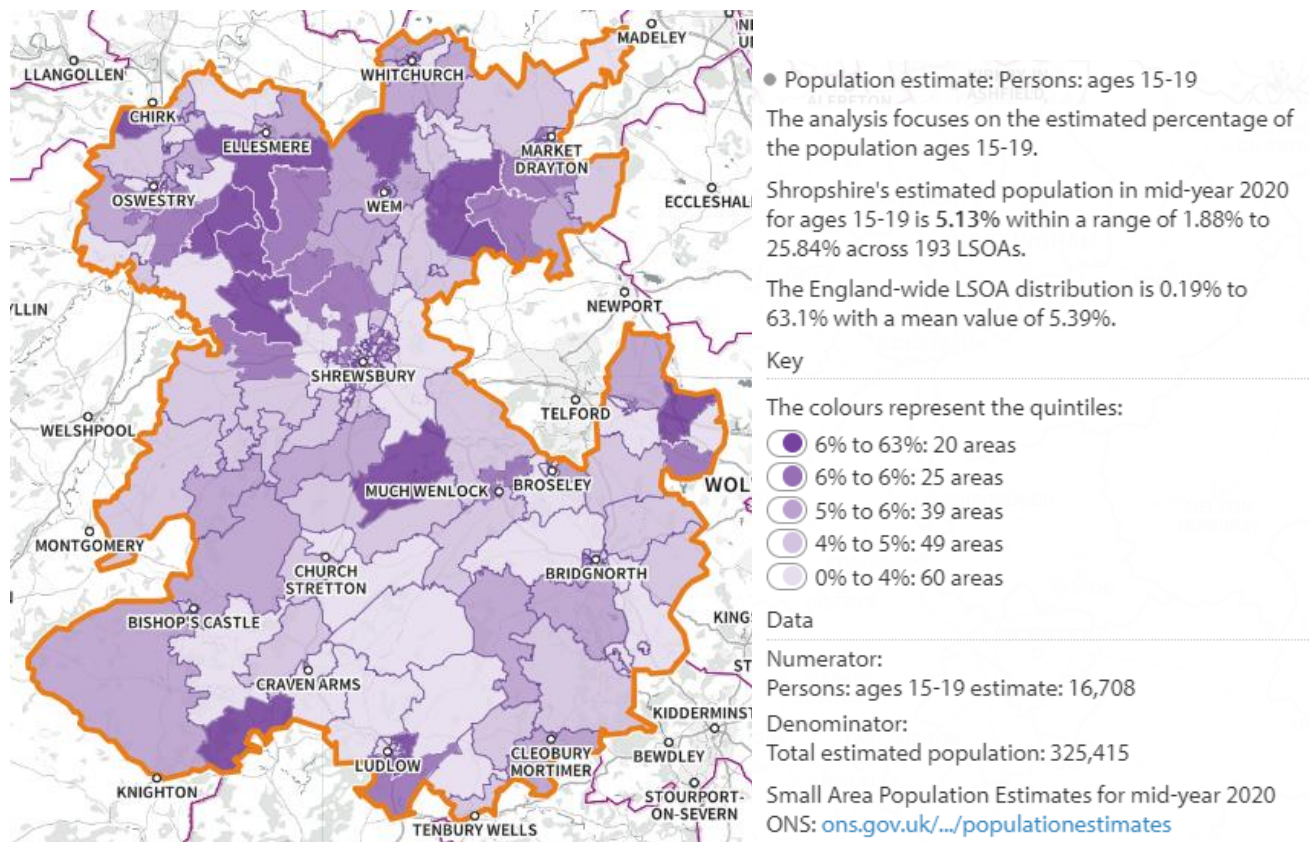 MADELEY
LLANGOLLEN
WHITCHURCH
CHIRK
ELLESMERE
MARKET
DRAYTON
OSWESTRY
WEM
ECCLESHAL
NEWPORT
SHREWSBURY
TELFORD
WELSHPOOL
MUCH WENLOCK
BROSELEY
WOL
MONTGOMERY
CHURCH
STRETTON
BRIDGNORTH
BISHOP'S CASTLE
KING
ST
CRAVEN ARMS
KIDDERMINST
LUDLOW
CLEOBURY
MORTIMER
BEWDLEY
KNIGHTON
STOURPORT-
ON-SEVERN
TENBURY WELLS
Population estimate: Persons: ages 15-19
The analysis focuses on the estimated percentage of
the population ages 15-19.
Shropshire's estimated population in mid-year 2020
for ages 15-19 is 5.13% within a range of 1.88% to
25.84% across 193 LSOAs.
The England-wide LSOA distribution is 0.19% to
63.1% with a mean value of 5.39%.
Key
The colours represent the quintiles:
6% to 63%: 20 areas
6% to 6%: 25 areas
5% to 6%: 39 areas
4% to 5%: 49 areas
0% to 4%: 60 areas
Data
Numerator:
Persons: ages 15-19 estimate: 16,708
Denominator:
Total estimated population: 325,415
Small Area Population Estimates for mid-year 2020
ONS: ons.gov.uk/.../populationestimates